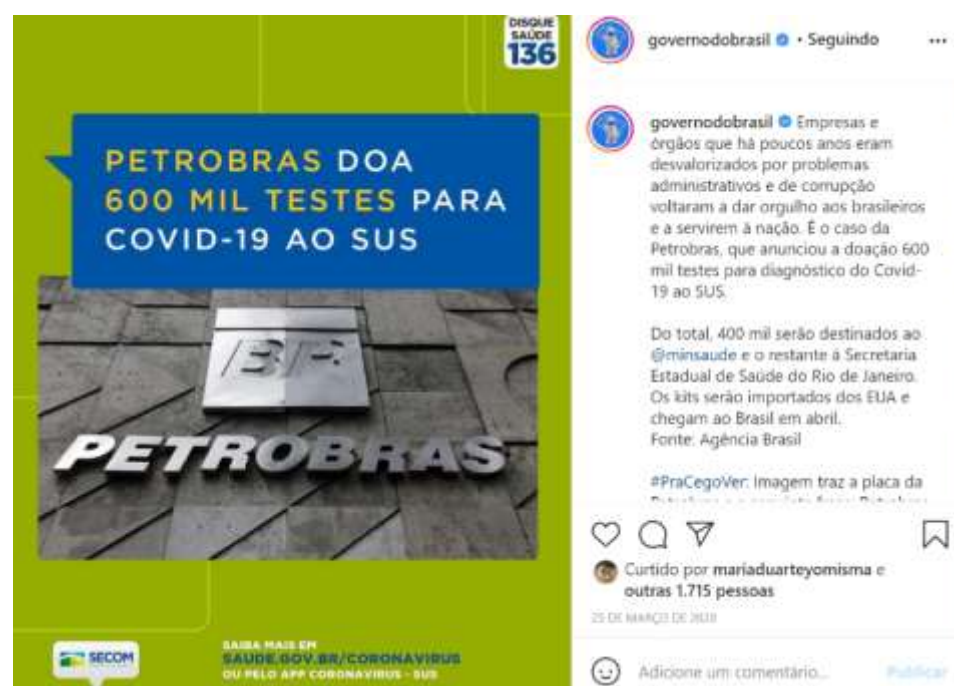 DISQUE
SAÚDE
136
PETROBRAS DOA
600 MIL TESTES PARA
COVID-19 AO SUS
BR
PETROBRAS
SECOM
SAIBA MAIS EM
SAUDE.GOV.BR/CORONAVIRUS
OU PELO APP CORONAVIRUS - SUS
governodobrasil • Seguindo
governodobrasil Empresas e
órgãos que há poucos anos eram
desvalorizados por problemas
administrativos e de corrupção
voltaram a dar orgulho aos brasileiros
e a servirem à nação. É o caso da
Petrobras, que anunciou a doação 600
mil testes para diagnóstico do Covid-
19 ao SUS.
Do total, 400 mil serão destinados ao
@minsaude e o restante à Secretaria
Estadual de Saúde do Rio de Janeiro.
Os kits serão importados dos EUA e
chegam ao Brasil em abril.
Fonte: Agência Brasil
#PraCegoVer: Imagem traz a placa da
Curtido por mariaduarteyomisma e
outras 1.715 pessoas
25 DE MARÇO DE 2020
Adicione um comentário...
Publicar